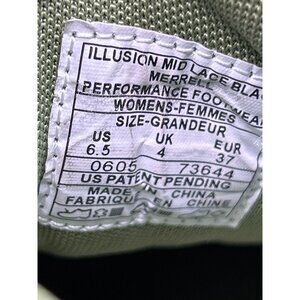 ILLUSION MID LACE BLA
MERRELL
PERFORMANCE FOOTWEAR
WOMENS-FEMMES
SIZE-GRANDEUR
US UK EUR
6.5 4 37
0605 73644
US PATENT PENDING
MADE IN CHINA
FABRIQUÉ EN CHINE